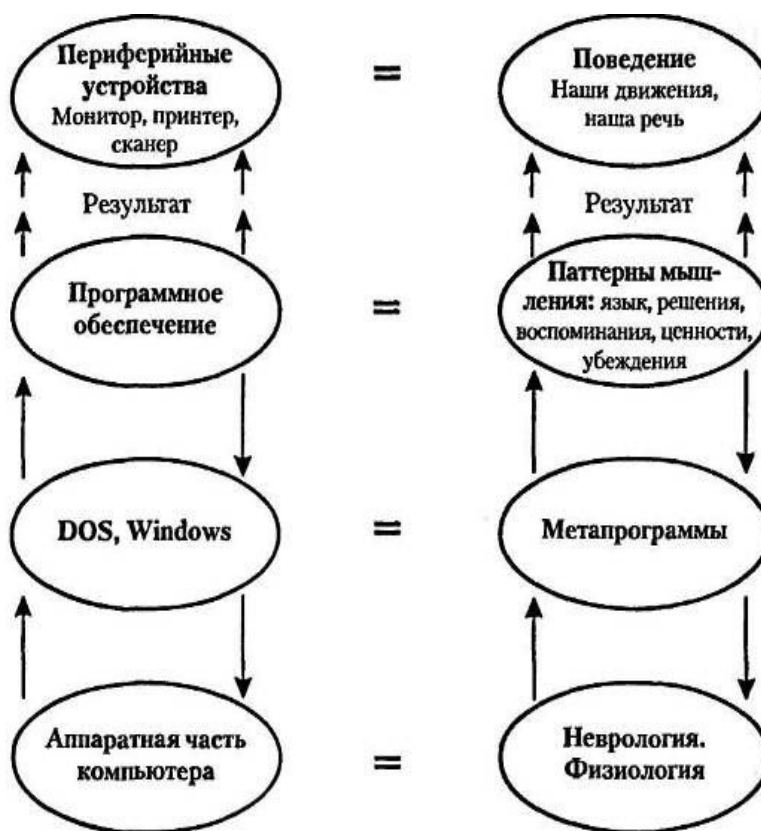 Периферийные
устройства
Монитор, принтер,
сканер
=
Поведение
Наши движения,
наша речь
Результат
Результат
Программное
обеспечение
=
Паттерны мыш-
ления: язык, решения,
воспоминания, ценности,
убеждения
DOS, Windows
=
Метапрограммы
Аппаратная часть
компьютера
=
Неврология.
Физиология